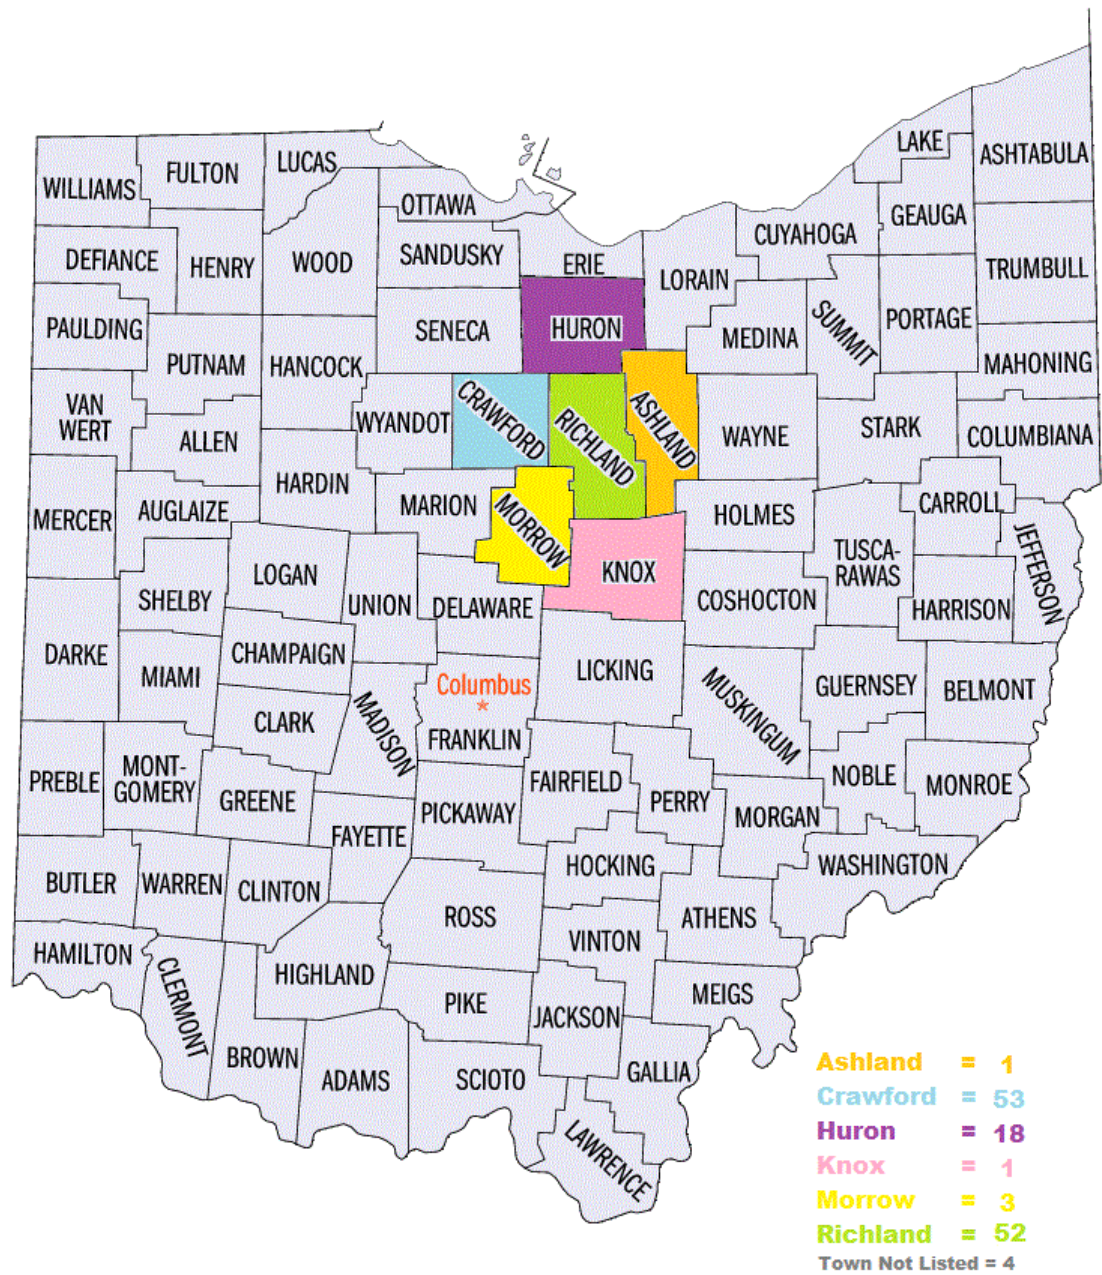 LAKE
ASHTABULA
LUCAS
FULTON
WILLIAMS
OTTAWA
GEAUGA
CUYAHOGA
SANDUSKY
DEFIANCE
HENRY
WOOD
ERIE
LORAIN
TRUMBULL
PORTAGE
SUMMIT
PAULDING
SENECA
HURON
MEDINA
PUTNAM
HANCOCK
MAHONING
VAN
WERT
CRAWFORD
RICHLAND
ASHLAND
WYANDOT
WAYNE
STARK
COLUMBIANA
ALLEN
HARDIN
MARION
MORROW
HOLMES
CARROLL
MERCER
AUGLAIZE
JEFFERSON
TUSCA-
RAWAS
LOGAN
KNOX
SHELBY
UNION
DELAWARE
COSHOCTON
HARRISON
DARKE
CHAMPAIGN
MIAMI
LICKING
GUERNSEY
BELMONT
Columbus
*
MUSKINGUM
CLARK
MADISON
FRANKLIN
PREBLE
MONT-
GOMERY
FAIRFIELD
NOBLE
MONROE
GREENE
PERRY
PICKAWAY
MORGAN
FAYETTE
HOCKING
WASHINGTON
BUTLER
WARREN
CLINTON
ROSS
ATHENS
VINTON
HAMILTON
HIGHLAND
CLERMONT
MEIGS
PIKE
JACKSON
BROWN
ADAMS
SCIOTO
GALLIA
LAWRENCE
Ashland = 1
Crawford = 53
Huron = 18
Knox = 1
Morrow = 3
Richland = 52
Town Not Listed = 4